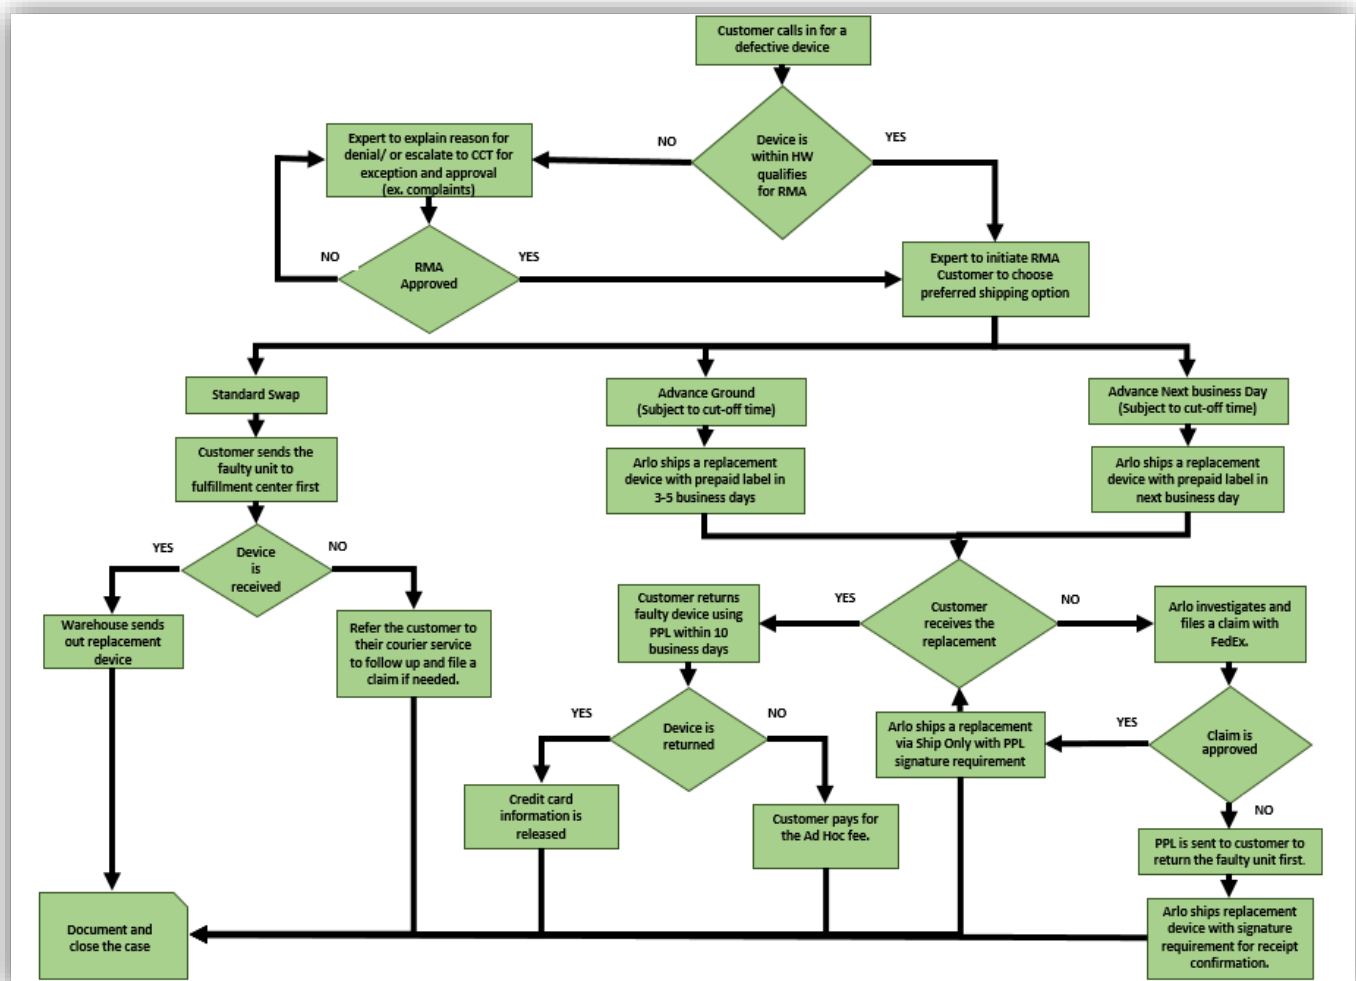 Customer calls in for a
defective device
Device is
within HW
qualifies
for RMA
NO
YES
Expert to explain reason for
denial/ or escalate to CCT for
exception and approval
(ex. complaints)
RMA
Approved
NO
YES
Expert to initiate RMA
Customer to choose
preferred shipping option
Standard Swap
Advance Ground
(Subject to cut-off time)
Advance Next business Day
(Subject to cut-off time)
Customer sends the
faulty unit to
fulfillment center first
Arlo ships a replacement
device with prepaid label in
3-5 business days
Arlo ships a replacement
device with prepaid label in
next business day
YES
Device
is
received
NO
Warehouse sends
out replacement
device
Refer the customer to
their courier service
to follow up and file a
claim if needed.
Customer returns
faulty device using
PPL within 10
business days
YES
Customer
receives the
replacement
NO
Arlo investigates and
files a claim with
FedEx.
YES
Device is
returned
NO
Arlo ships a replacement
via Ship Only with PPL
signature requirement
YES
Claim is
approved
NO
Credit card
information is
released
Customer pays for
the Ad Hoc fee.
PPL is sent to customer to
return the faulty unit first.
Document and
close the case
Arlo ships replacement
device with signature
requirement for receipt
confirmation.